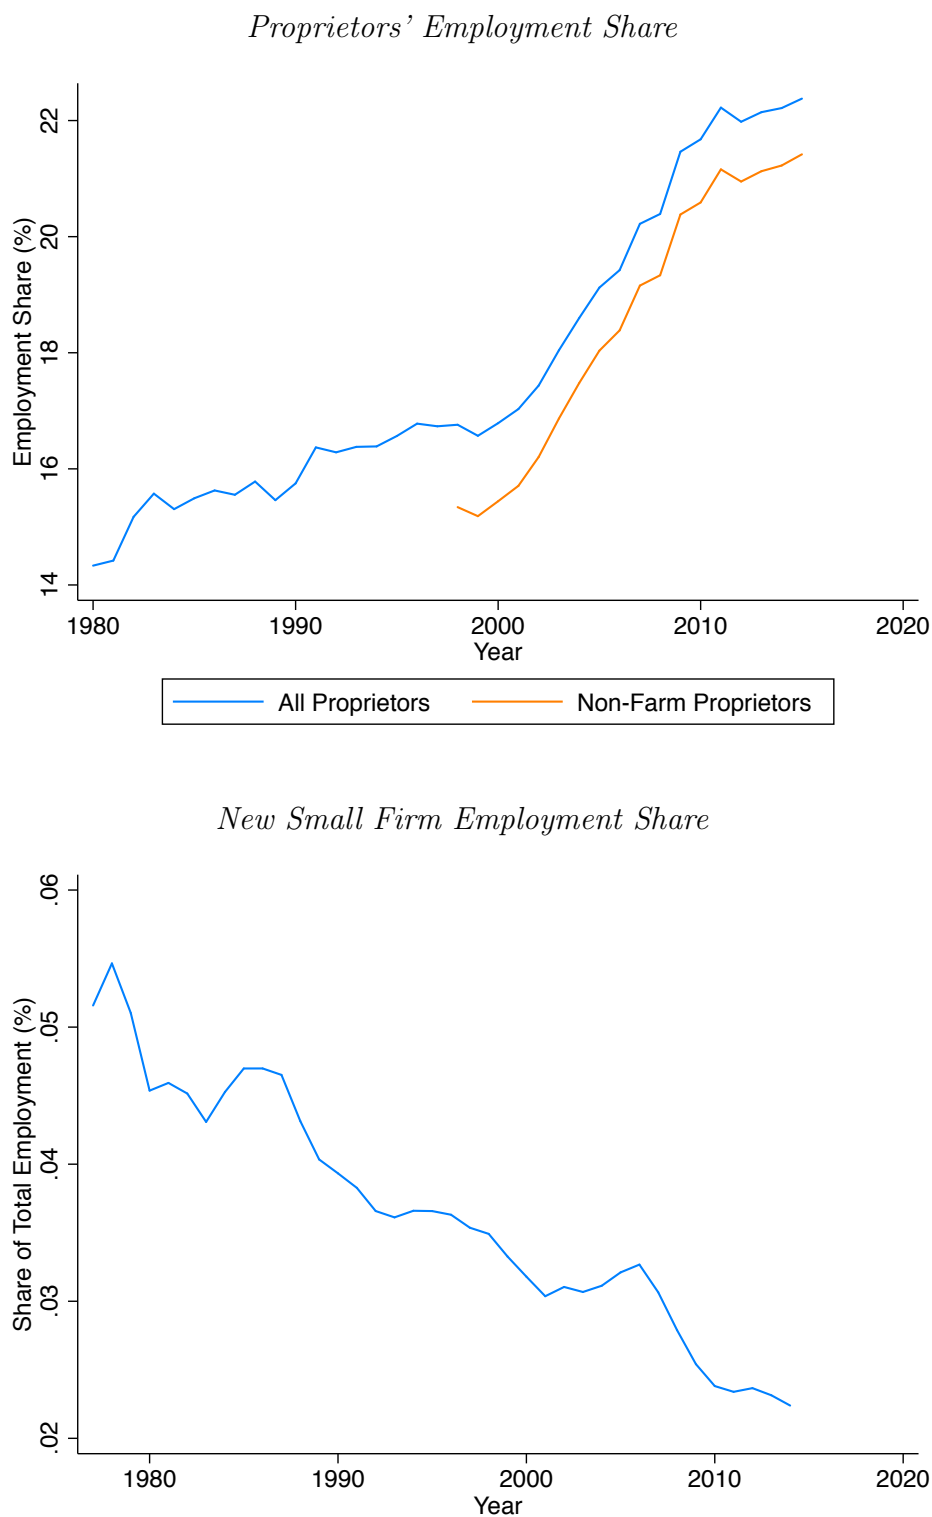 Proprietors' Employment Share
Employment Share (%)
22
20
18
16
14
1980 1990 2000 2010 2020
Year
All Proprietors Non-Farm Proprietors
New Small Firm Employment Share
Share of Total Employment (%)
.06
.05
.04
.03
.02
1980 1990 2000 2010 2020
Year